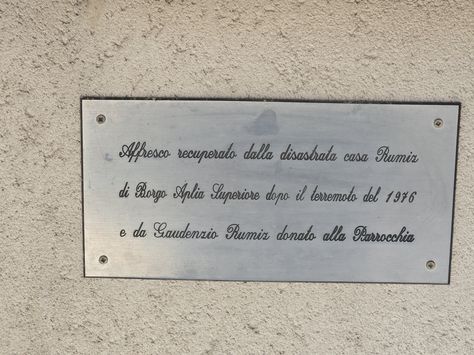 Affresco recuperato dalla disastrata casa Rumiz
di Borgo Aplia Superiore dopo il terremoto del 1976
e da Gaudenzio Rumiz donato alla Parrocchia